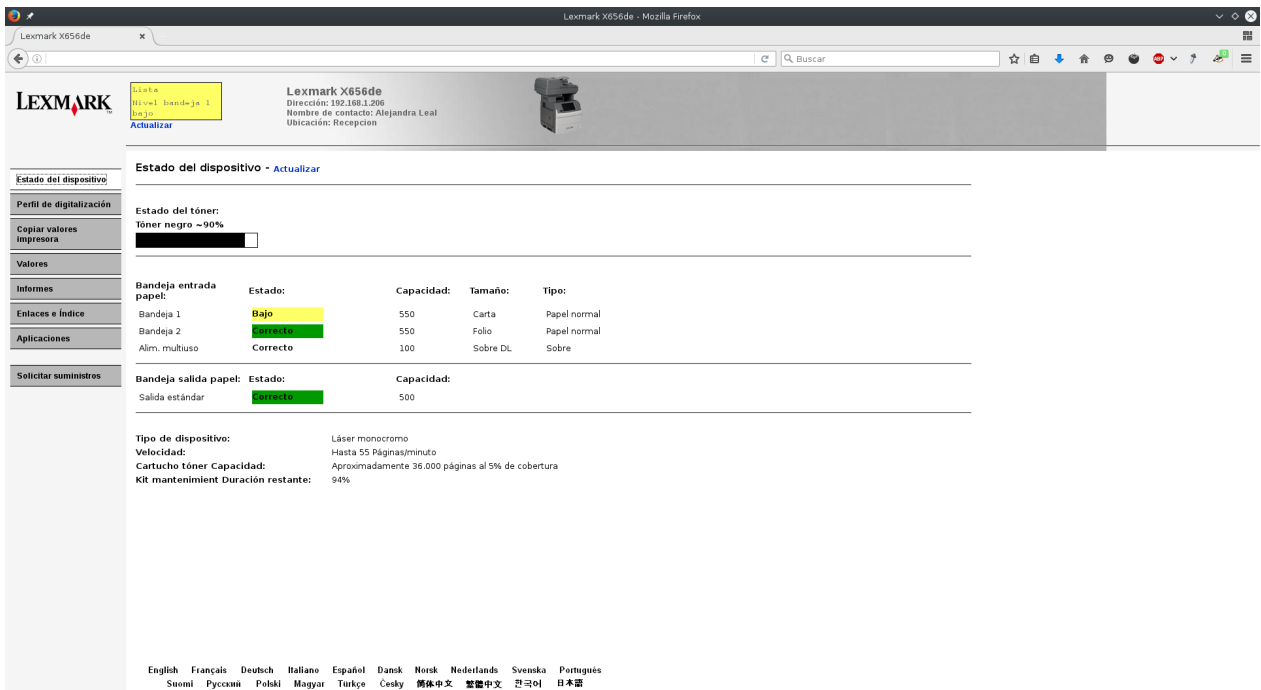 Lexmark X656de - Mozilla Firefox
Lexmark X656de
Buscar
LEXMARK
Lista
Nivel bandeja 1
bajo
Actualizar
Lexmark X656de
Dirección: 192.168.1.206
Nombre de contacto: Alejandra Leal
Ubicación: Recepcion
Estado del dispositivo
Perfil de digitalización
Copiar valores
impresora
Valores
Informes
Enlaces e Índice
Aplicaciones
Solicitar suministros
Estado del dispositivo - Actualizar
Estado del tóner:
Tóner negro ~90%
Bandeja entrada papel: Estado: Capacidad: Tamaño: Tipo:
Bandeja 1 Bajo 550 Carta Papel normal
Bandeja 2 Correcto 550 Folio Papel normal
Alim. multiuso Correcto 100 Sobre DL Sobre
Bandeja salida papel: Estado: Capacidad:
Salida estándar Correcto 500
Tipo de dispositivo: Láser monocromo
Velocidad: Hasta 55 Páginas/minuto
Cartucho tóner Capacidad: Aproximadamente 36.000 páginas al 5% de cobertura
Kit mantenimient Duración restante: 94%
English Français Deutsch Italiano Español Dansk Norsk Nederlands Svenska Português
Suomi Русский Polski Magyar Türkçe Česky 简体中文 繁體中文 한국어 日本語